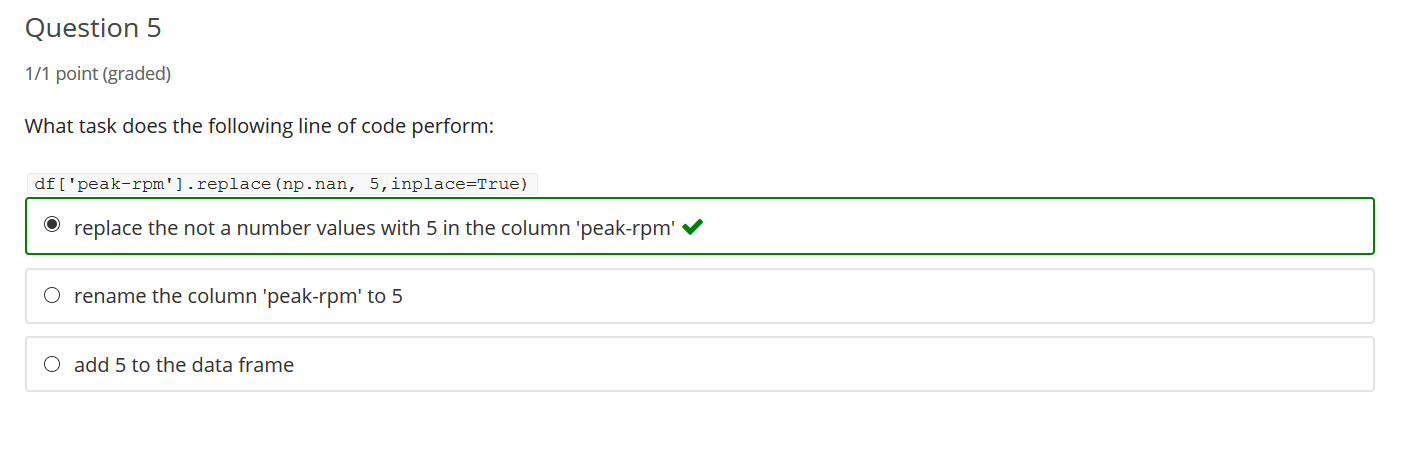 Question 5
1/1 point (graded)
What task does the following line of code perform:
df['peak-rpm'].replace(np.nan, 5,inplace=True)
replace the not a number values with 5 in the column 'peak-rpm'
rename the column 'peak-rpm' to 5
add 5 to the data frame